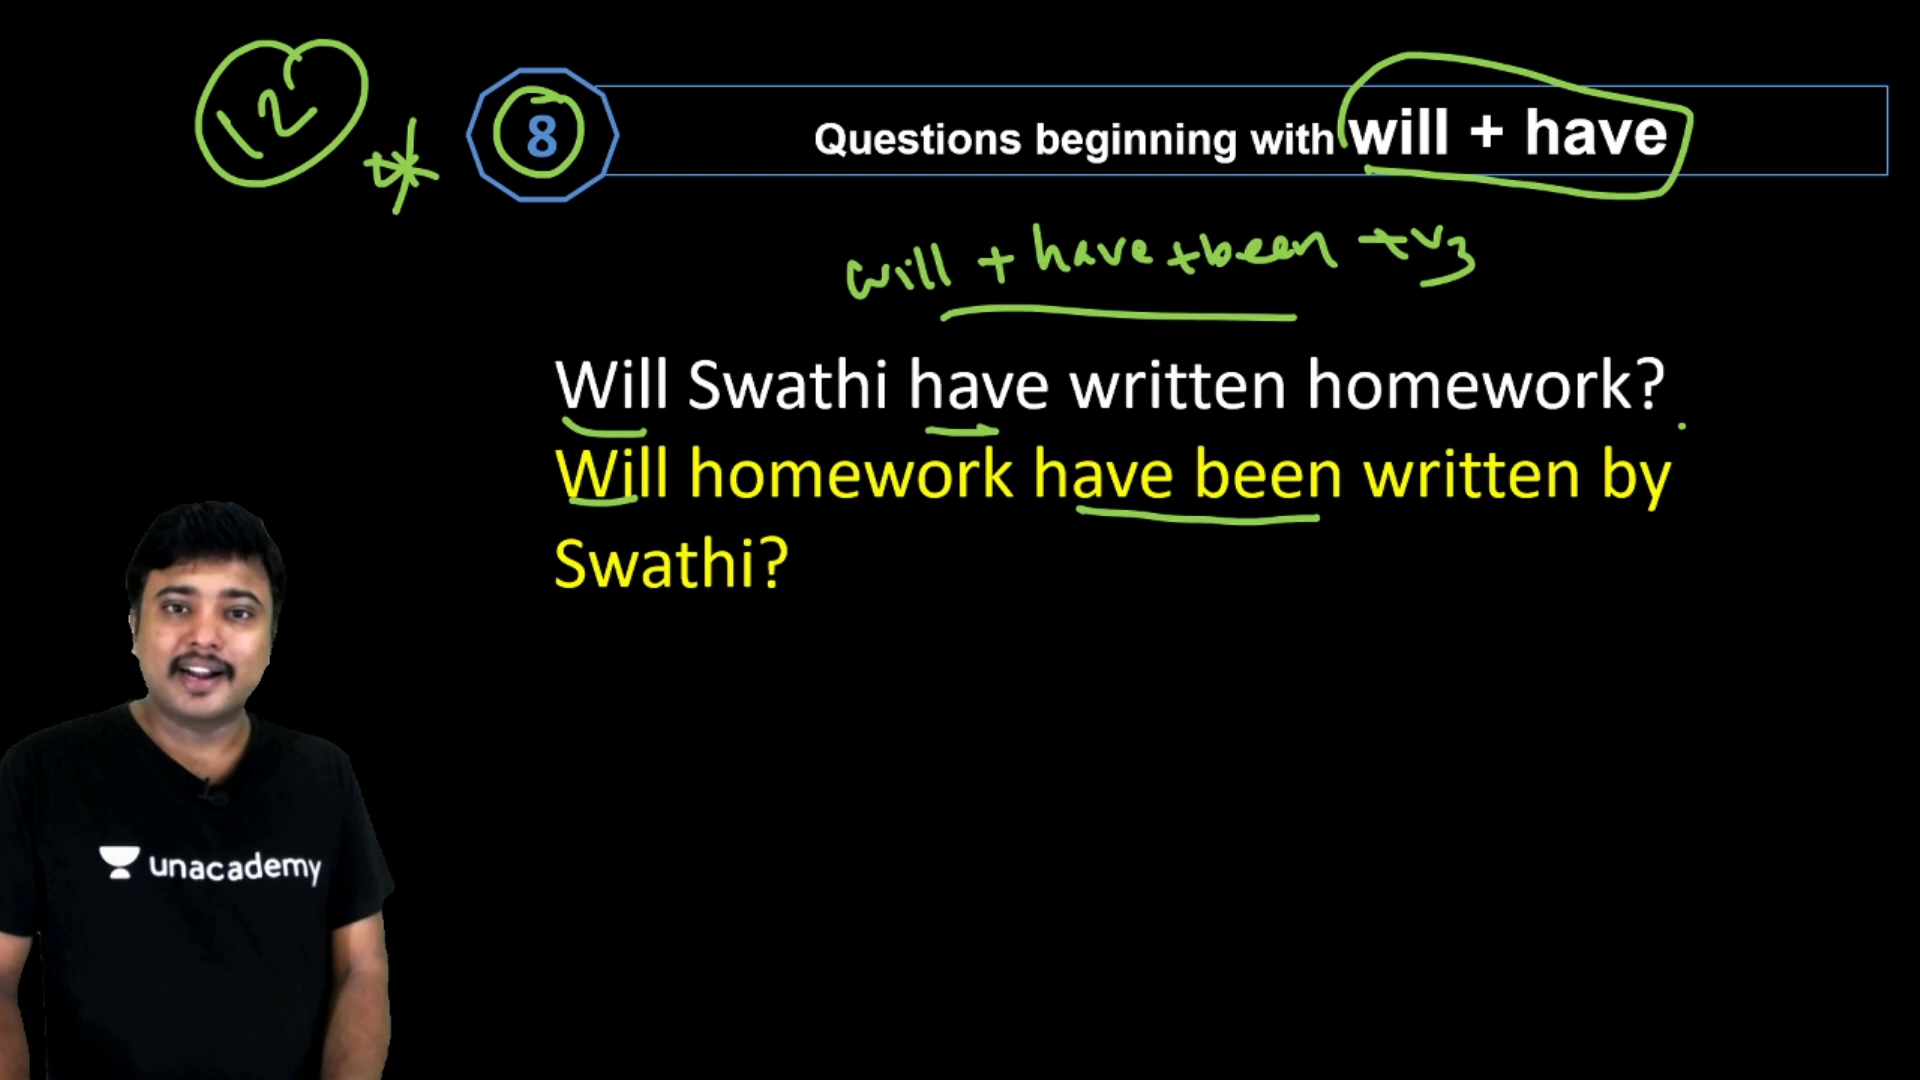 12
8
Questions beginning with will + have
will + have + been + v3
Will Swathi have written homework?
Will homework have been written by
Swathi?
unacademy